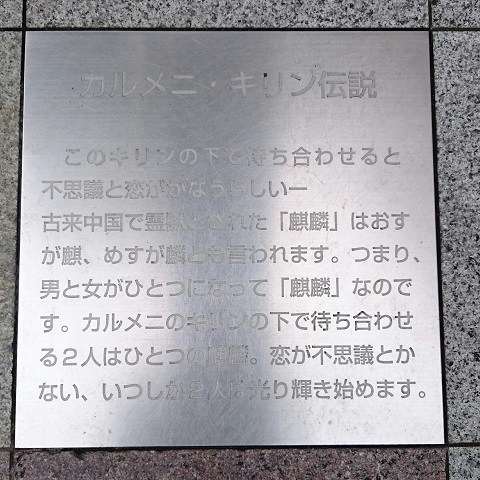 カルメニ・キリン伝説
このキリンの下で待ち合わせると
不思議と恋がかなうらしいー
古来中国で霊獣とされた「麒麟」はおす
が麒、めすが麟とも言われます。つまり、
男と女がひとつになって「麒麟」なので
す。カルメニのキリンの下で待ち合わせ
る2人はひとつの麒麟。恋が不思議とか
ない、いつしか2人は光り輝き始めます。